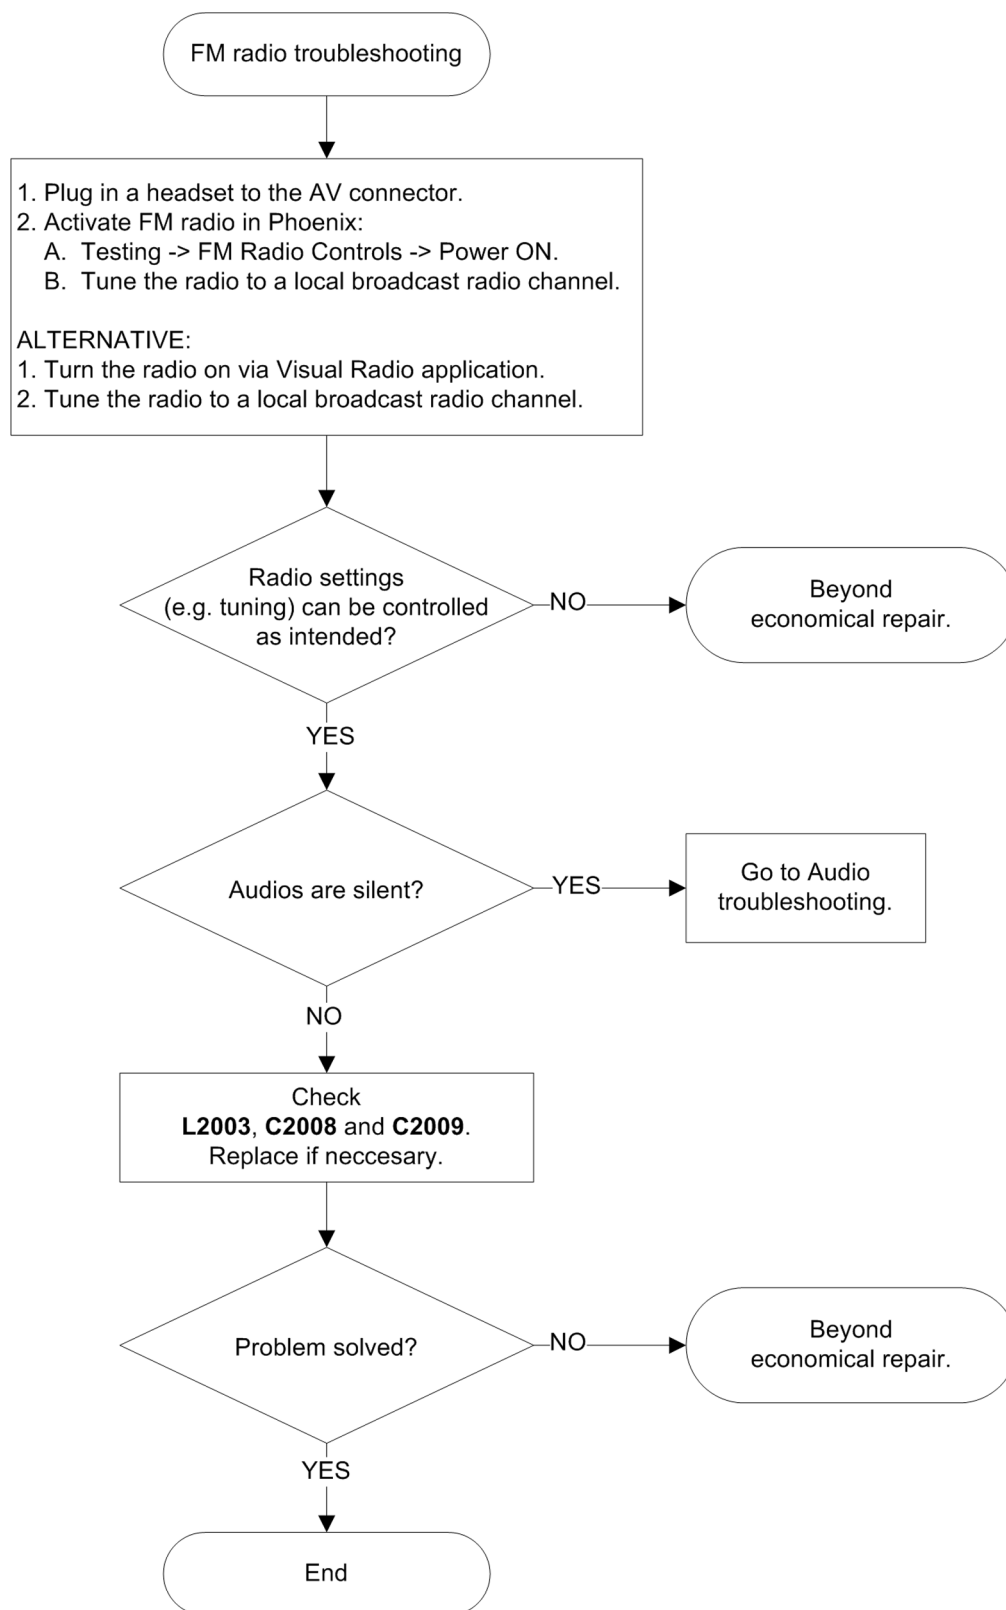 FM radio troubleshooting
1. Plug in a headset to the AV connector.
2. Activate FM radio in Phoenix:
A. Testing -> FM Radio Controls -> Power ON.
B. Tune the radio to a local broadcast radio channel.
ALTERNATIVE:
1. Turn the radio on via Visual Radio application.
2. Tune the radio to a local broadcast radio channel.
Radio settings
(e.g. tuning) can be controlled
as intended?
NO
Beyond
economical repair.
YES
Audios are silent?
YES
Go to Audio
troubleshooting.
NO
Check
L2003, C2008 and C2009.
Replace if neccesary.
Problem solved?
NO
Beyond
economical repair.
YES
End